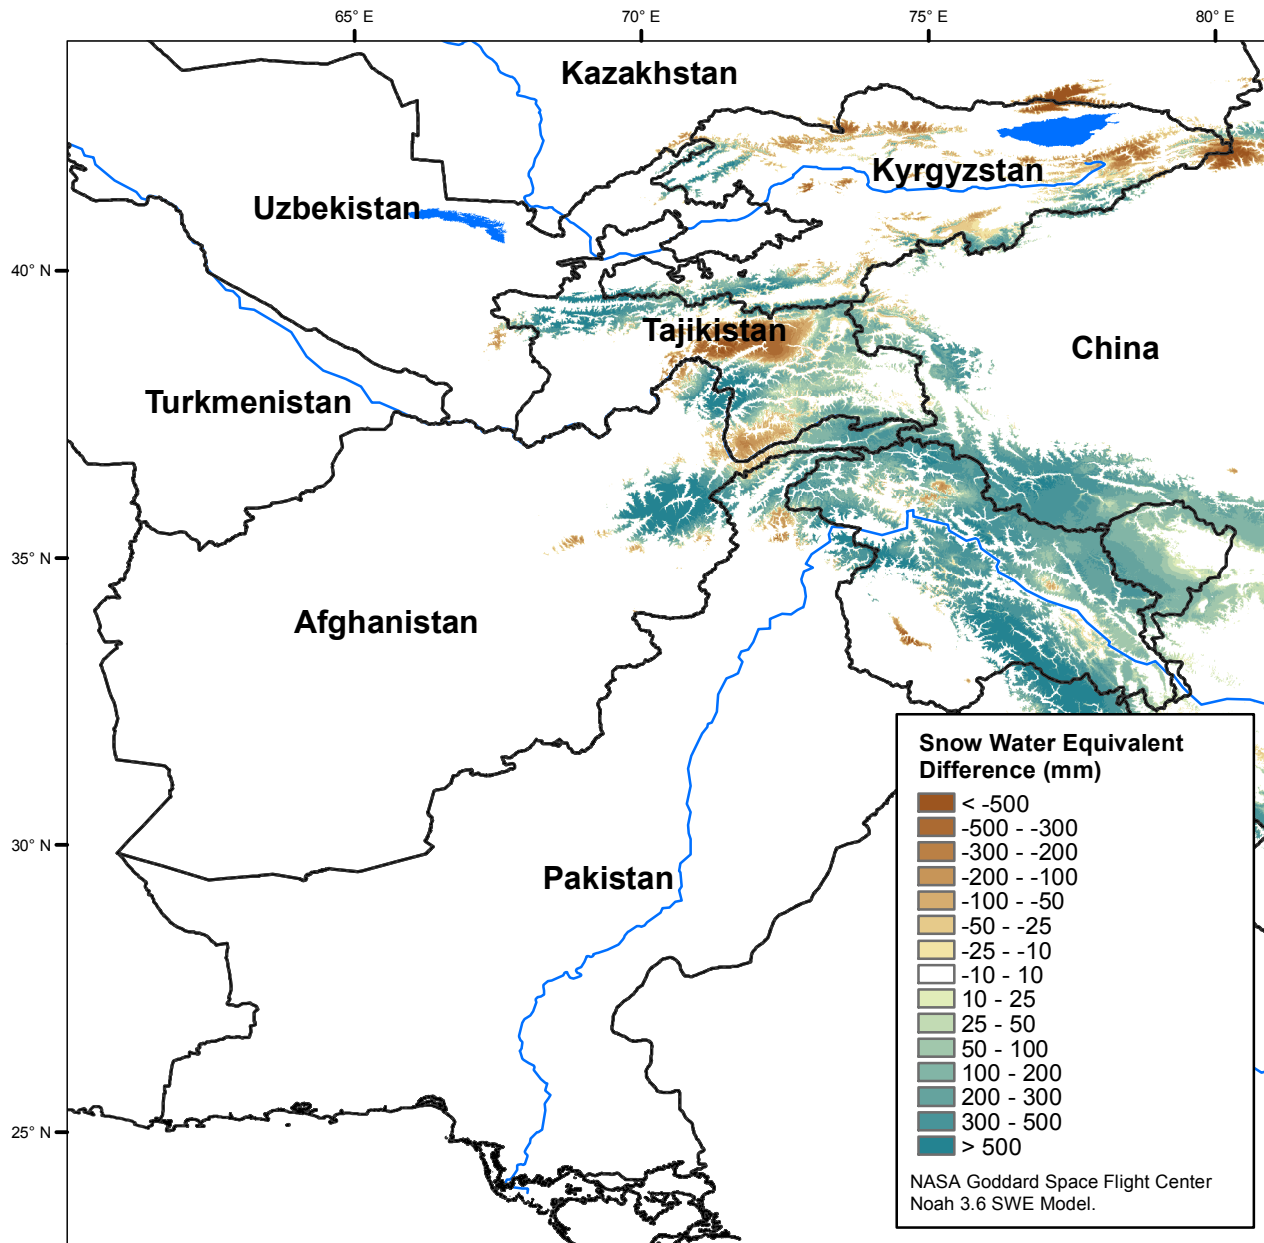 65° E
70° E
75° E
80° E
Kazakhstan
Kyrgyzstan
Uzbekistan
40° N
Tajikistan
China
Turkmenistan
35° N
Afghanistan
Snow Water Equivalent
Difference (mm)
< -500
-500 - -300
-300 - -200
-200 - -100
-100 - -50
-50 - -25
-25 - -10
-10 - 10
10 - 25
25 - 50
50 - 100
100 - 200
200 - 300
300 - 500
> 500
NASA Goddard Space Flight Center
Noah 3.6 SWE Model.
30° N
Pakistan
25° N